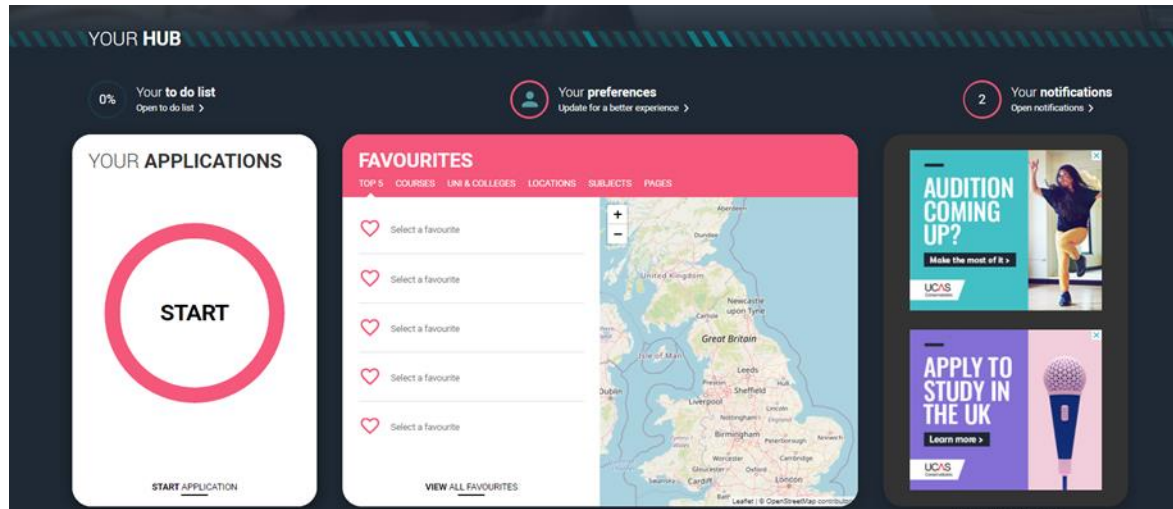 YOUR HUB
0%
Your to do list
Open to do list >
Your preferences
Update for a better experience >
2
Your notifications
Open notifications >
YOUR APPLICATIONS
START
START APPLICATION
FAVOURITES
TOP 5 COURSES UNI & COLLEGES LOCATIONS SUBJECTS PAGES
Select a favourite
Select a favourite
Select a favourite
Select a favourite
Select a favourite
VIEW ALL FAVOURITES
+
−
Aberdeen
Dundee
United Kingdom
Newcastle
upon Tyne
Carlisle
Great Britain
Isle of Man
Leeds
Preston
Hull
Sheffield
Dublin
Liverpool
Lincoln
Nottingham
England
Birmingham
Peterborough
Norwich
Worcester
Cambridge
Gloucester
Oxford
Swansea
Cardiff
London
Leaflet | © OpenStreetMap contributor
AUDITION
COMING
UP?
Make the most of it >
UCAS
Conservatoires
APPLY TO
STUDY IN
THE UK
Learn more >
UCAS